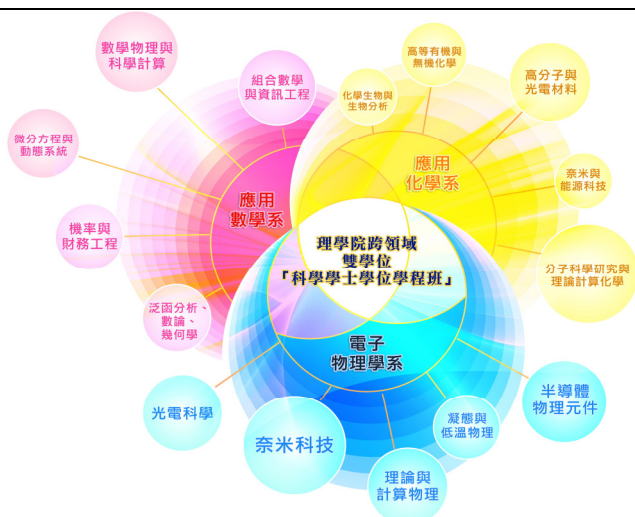 數學物理與
科學計算
組合數學
與資訊工程
微分方程與
動態系統
機率與
財務工程
泛函分析、
數論、
幾何學
應用
數學系
高等有機與
無機化學
化學生物與
生物分析
高分子與
光電材料
奈米與
能源科技
分子科學研究與
理論計算化學
應用
化學系
理學院跨領域
雙學位
「科學學士學位學程班」
電子
物理學系
光電科學
奈米科技
理論與
計算物理
凝態與
低溫物理
半導體
物理元件